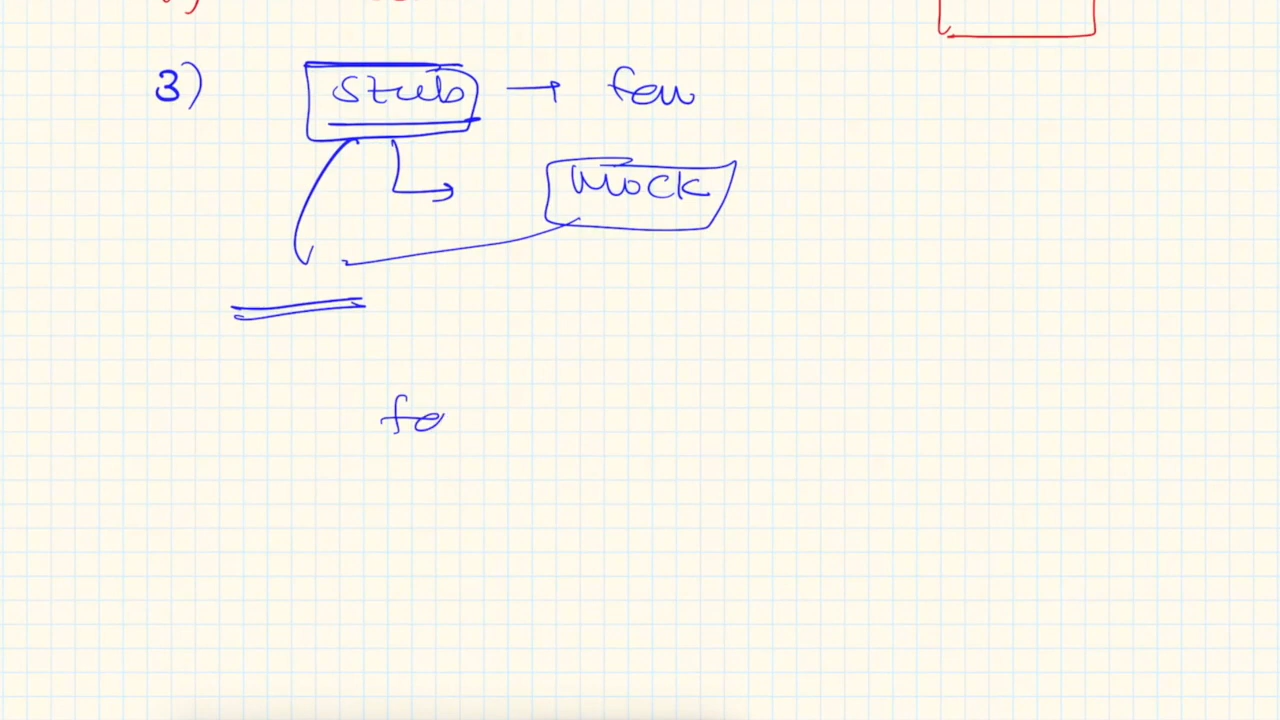 3) Stub → few
Mock
fo